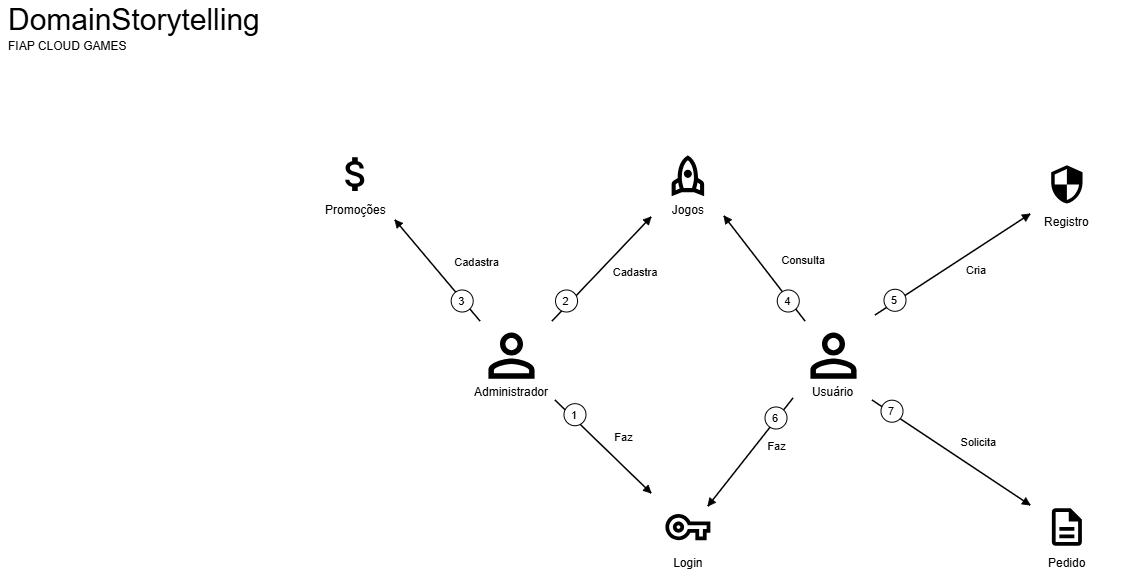 DomainStorytelling
FIAP CLOUD GAMES
Promoções
Jogos
Registro
Cadastra
Cadastra
Consulta
Cria
3
2
4
5
Administrador
Usuário
1
6
7
Faz
Faz
Solicita
Login
Pedido